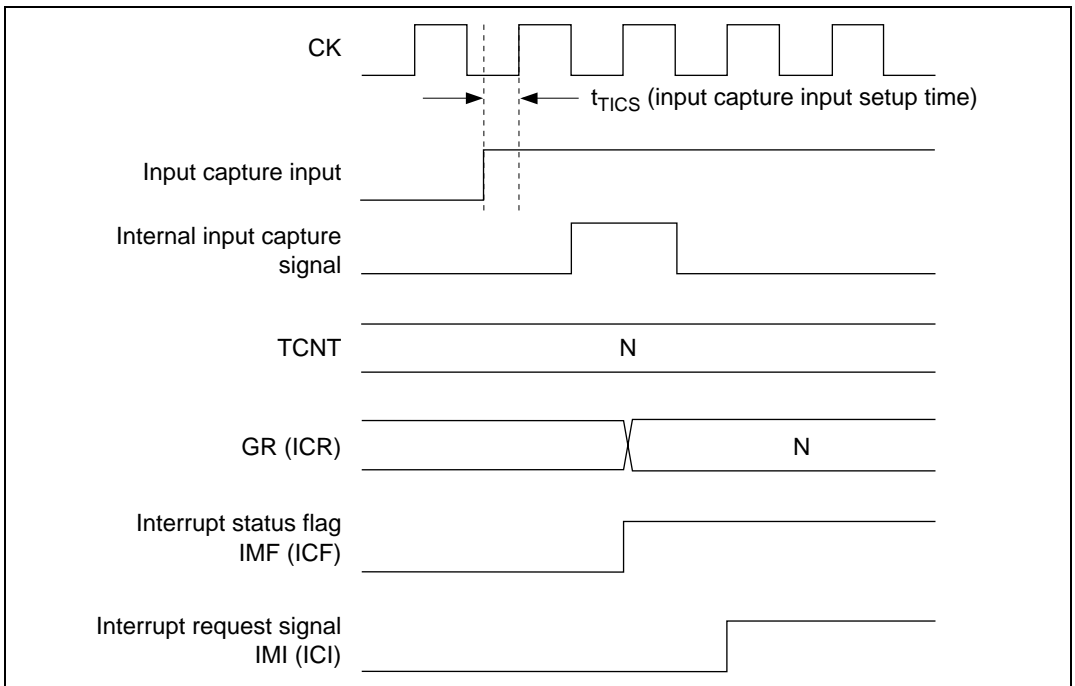 CK
tTICS (input capture input setup time)
Input capture input
Internal input capture
signal
TCNT
N
GR (ICR)
N
Interrupt status flag
IMF (ICF)
Interrupt request signal
IMI (ICI)